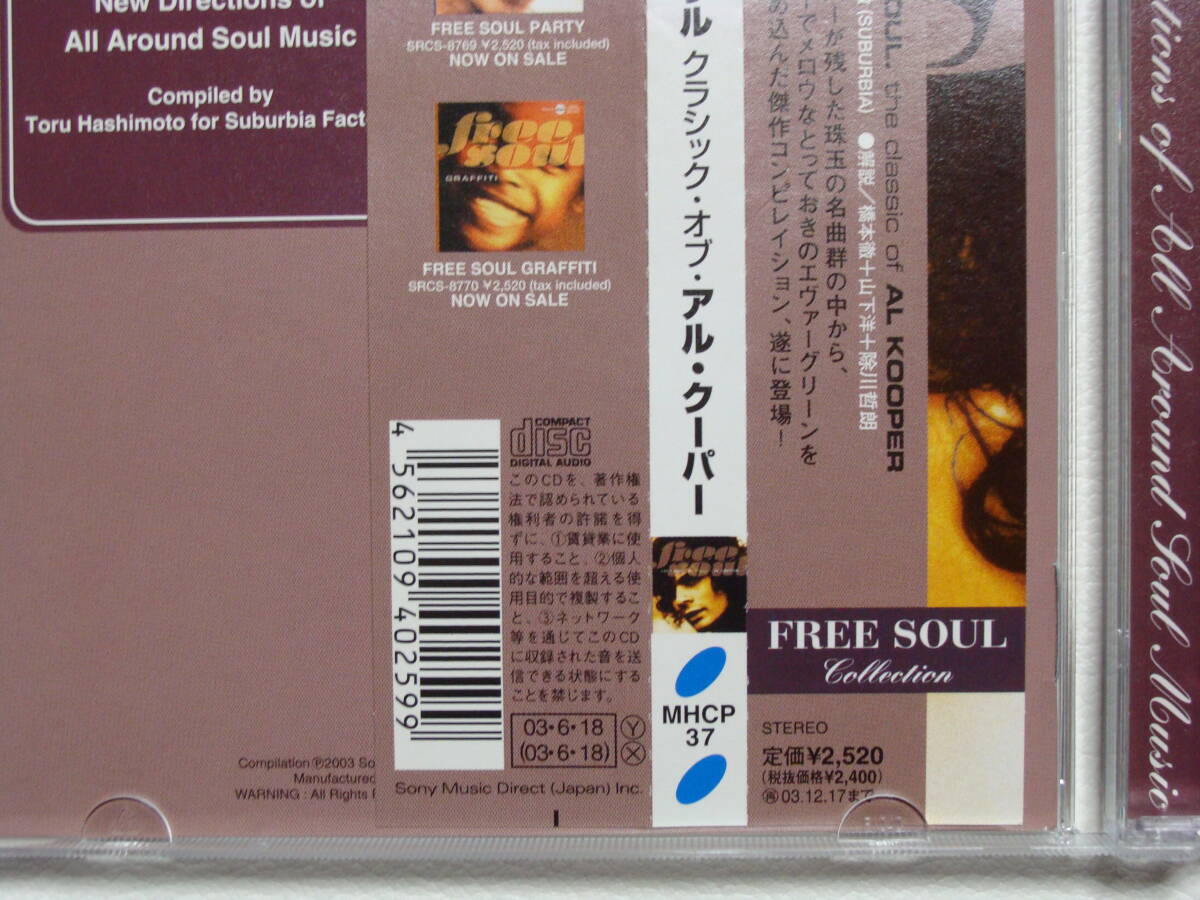 New Directions of
All Around Soul Music
Compiled by
Toru Hashimoto for Suburbia Fact
Compilation ℗2003 So
Manufactured
WARNING : All Rights
FREE SOUL PARTY
SRCS-8769 ¥2,520 (tax included)
NOW ON SALE
free soul
GRAFFITI
FREE SOUL GRAFFITI
SRCS-8770 ¥2,520 (tax included)
NOW ON SALE
4 562109 402599
COMPACT
disc
DIGITAL AUDIO
このCDを、著作権
法で認められている
権利者の許諾を得
ずに、①賃貸業に使
用すること、②個人
的な範囲を超える使
用目的で複製するこ
と、③ネットワーク
等を通じてこのCD
に収録された音を送
信できる状態にする
ことを禁じます。
03・6・18 Ⓨ
(03・6・18) Ⓧ
Sony Music Direct (Japan) Inc.
ル クラシック・オブ・アル・クーパー
free soul
MHCP
37
SOUL. the classic of AL KOOPER
(SUBURBIA) ●解説／橋本徹+山下洋+除川哲朗
ーが残した珠玉の名曲群の中から、
ーでメロウなとっておきのエヴァーグリーンを
め込んだ傑作コンピレイション、遂に登場！
FREE SOUL
Collection
STEREO
定価¥2,520
(税抜価格¥2,400)
㊢03.12.17まで
tions of All Around Soul Music